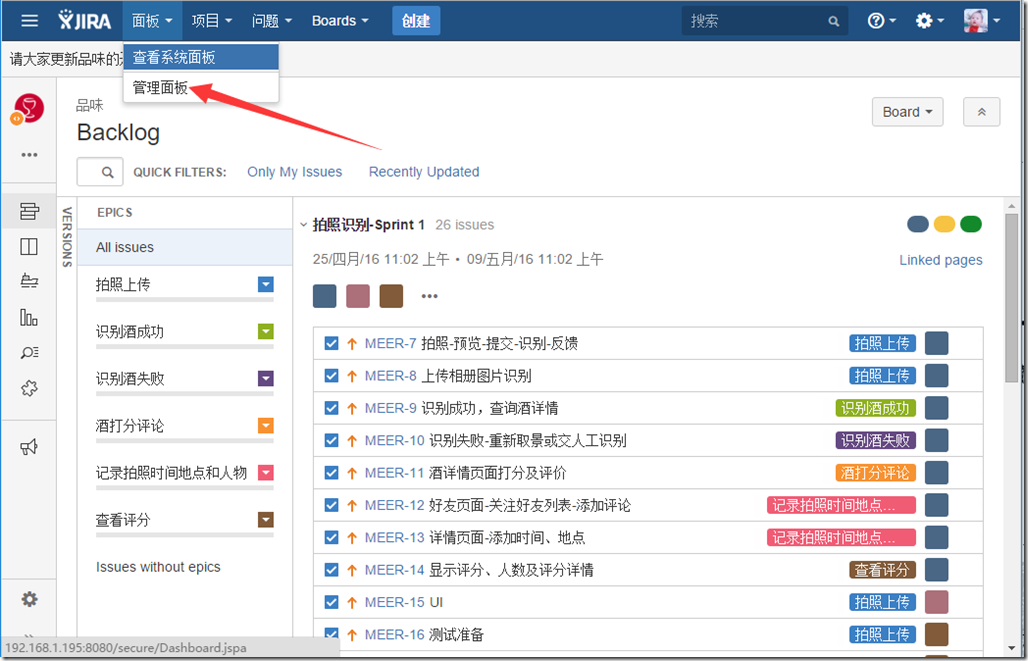 JIRA 面板 项目 问题 Boards 创建 搜索
请大家更新品味的
查看系统面板
管理面板
品味
Backlog
Board
QUICK FILTERS: Only My Issues Recently Updated
VERSIONS
EPICS
All issues
拍照上传
识别酒成功
识别酒失败
酒打分评论
记录拍照时间地点和人物
查看评分
Issues without epics
拍照识别-Sprint 1 26 issues
25/四月/16 11:02 上午 • 09/五月/16 11:02 上午
Linked pages
MEER-7 拍照-预览-提交-识别-反馈 拍照上传
MEER-8 上传相册图片识别 拍照上传
MEER-9 识别成功，查询酒详情 识别酒成功
MEER-10 识别失败-重新取景或交人工识别 识别酒失败
MEER-11 酒详情页面打分及评价 酒打分评论
MEER-12 好友页面-关注好友列表-添加评论 记录拍照时间地点...
MEER-13 详情页面-添加时间、地点 记录拍照时间地点...
MEER-14 显示评分、人数及评分详情 查看评分
MEER-15 UI 拍照上传
MEER-16 测试准备 拍照上传
192.168.1.195:8080/secure/Dashboard.jspa